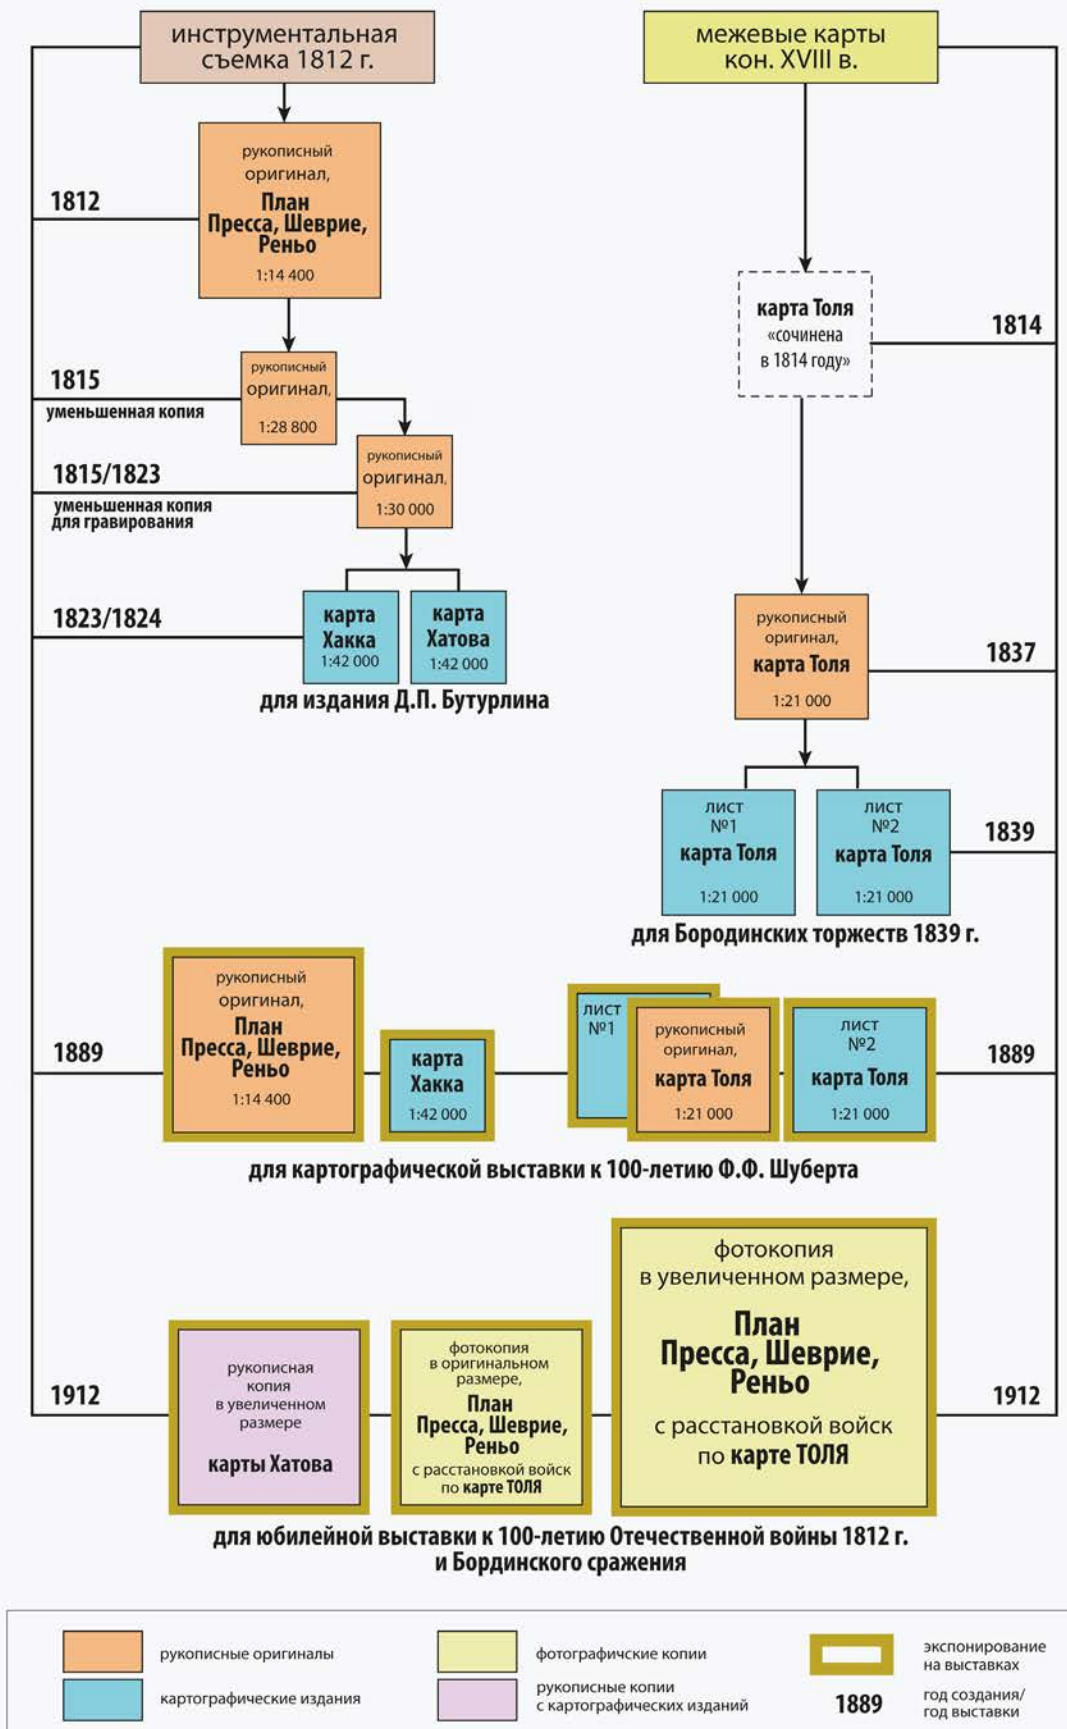 инструментальная
съемка 1812 г.
межевые карты
кон. XVIII в.
1812
рукописный
оригинал,
План
Пресса, Шеврие,
Реньо
1:14 400
карта Толя
«сочинена
в 1814 году»
1814
1815
уменьшенная копия
рукописный
оригинал,
1:28 800
1815/1823
уменьшенная копия
для гравирования
рукописный
оригинал,
1:30 000
1823/1824
карта
Хакка
1:42 000
карта
Хатова
1:42 000
для издания Д.П. Бутурлина
рукописный
оригинал,
карта Толя
1:21 000
1837
лист
№1
карта Толя
1:21 000
лист
№2
карта Толя
1:21 000
1839
для Бородинских торжеств 1839 г.
1889
рукописный
оригинал,
План
Пресса, Шеврие,
Реньо
1:14 400
карта
Хакка
1:42 000
лист
№1
рукописный
оригинал,
карта Толя
1:21 000
лист
№2
карта Толя
1:21 000
1889
для картографической выставки к 100-летию Ф.Ф. Шуберта
1912
рукописная
копия
в увеличенном
размере
карты Хатова
фотокопия
в оригинальном
размере,
План
Пресса, Шеврие,
Реньо
с расстановкой войск
по карте ТОЛЯ
фотокопия
в увеличенном размере,
План
Пресса, Шеврие,
Реньо
с расстановкой войск
по карте ТОЛЯ
1912
для юбилейной выставки к 100-летию Отечественной войны 1812 г.
и Бординского сражения
рукописные оригиналы
картографические издания
фотографичские копии
рукописные копии
с картографических изданий
экспонирование
на выставках
1889
год создания/
год выставки